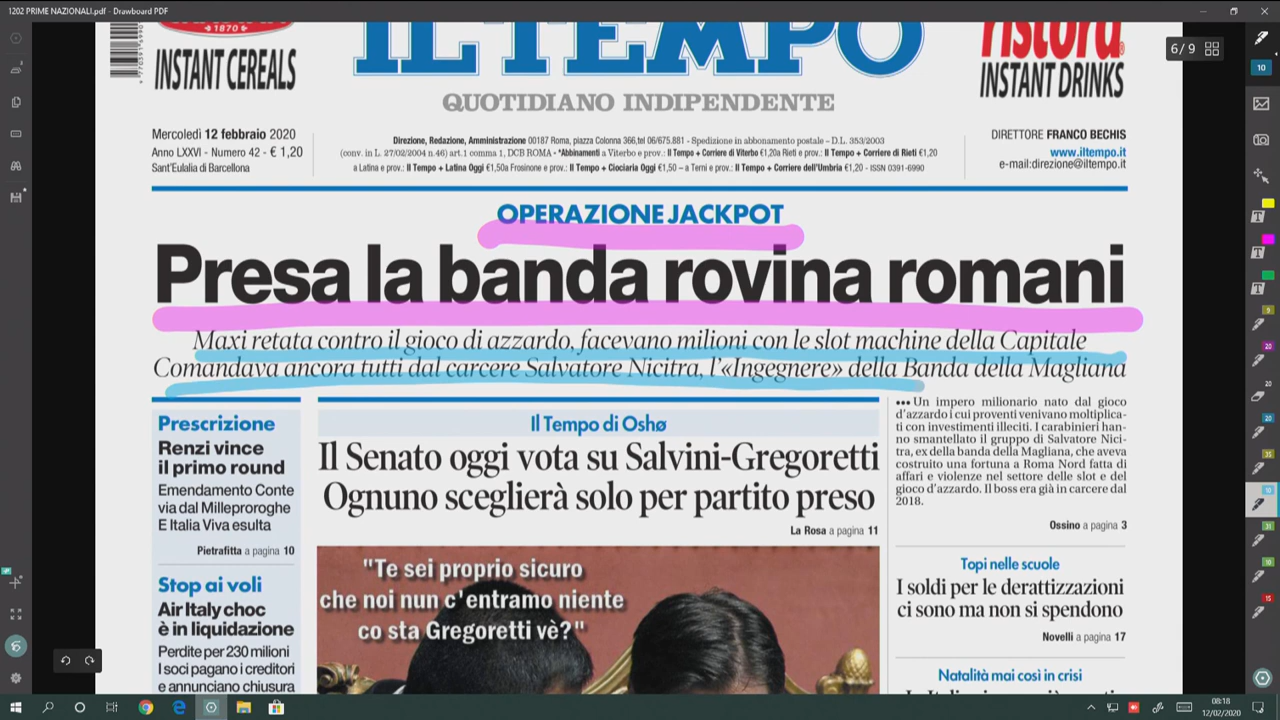 1202 PRIME NAZIONALI.pdf - Drawboard PDF
6 / 9
1870
INSTANT CEREALS
IL TEMPO
ristora
INSTANT DRINKS
QUOTIDIANO INDIPENDENTE
Mercoledì 12 febbraio 2020
Anno LXXVI - Numero 42 - € 1,20
Sant'Eulalia di Barcellona
Direzione, Redazione, Amministrazione 00187 Roma, piazza Colonna 366,tel 06/675.881 - Spedizione in abbonamento postale – D.L. 353/2003
(conv. in L. 27/02/2004 n.46) art.1 comma 1, DCB ROMA - *Abbinamenti a Viterbo e prov.: Il Tempo + Corriere di Viterbo €1,20a Rieti e prov.: Il Tempo + Corriere di Rieti €1,20
a Latina e prov.: Il Tempo + Latina Oggi €1,50a Frosinone e prov.: Il Tempo + Ciociaria Oggi €1,50 – a Terni e prov.: Il Tempo + Corriere dell'Umbria €1,20 - ISSN 0391-6990
DIRETTORE FRANCO BECHIS
www.iltempo.it
e-mail:direzione@iltempo.it
OPERAZIONE JACKPOT
Presa la banda rovina romani
Maxi retata contro il gioco di azzardo, facevano milioni con le slot machine della Capitale
Comandava ancora tutti dal carcere Salvatore Nicitra, l'«Ingegnere» della Banda della Magliana
Prescrizione
Renzi vince
il primo round
Emendamento Conte
via dal Milleproroghe
E Italia Viva esulta
Pietrafitta a pagina 10
Stop ai voli
Air Italy choc
è in liquidazione
Perdite per 230 milioni
I soci pagano i creditori
e annunciano chiusura
Il Tempo di Oshø
Il Senato oggi vota su Salvini-Gregoretti
Ognuno sceglierà solo per partito preso
La Rosa a pagina 11
"Te sei proprio sicuro
che noi nun c'entramo niente
co sta Gregoretti vè?"
••• Un impero milionario nato dal gioco
d'azzardo i cui proventi venivano moltiplica-
ti con investimenti illeciti. I carabinieri han-
no smantellato il gruppo di Salvatore Nici-
tra, ex della banda della Magliana, che aveva
costruito una fortuna a Roma Nord fatta di
affari e violenze nel settore delle slot e del
gioco d'azzardo. Il boss era già in carcere dal
2018.
Ossino a pagina 3
Topi nelle scuole
I soldi per le derattizzazioni
ci sono ma non si spendono
Novelli a pagina 17
Natalità mai così in crisi
08:18
12/02/2020